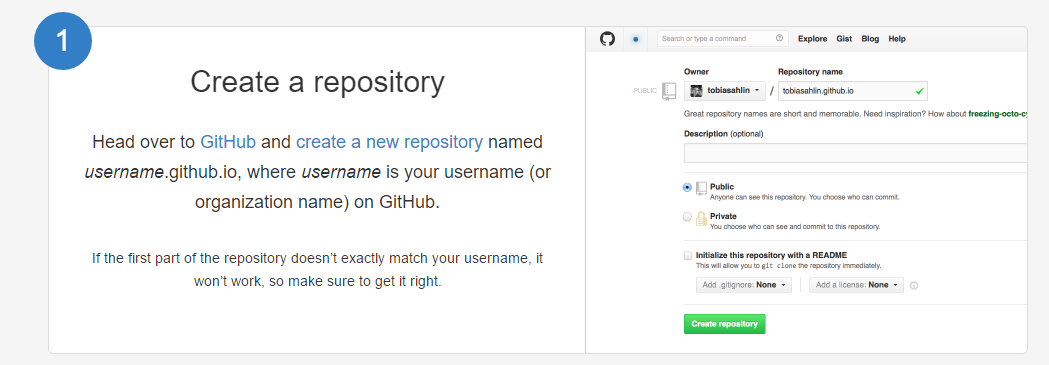 1
Create a repository
Head over to GitHub and create a new repository named
username.github.io, where username is your username (or
organization name) on GitHub.
If the first part of the repository doesn’t exactly match your username, it
won’t work, so make sure to get it right.
Search or type a command Explore Gist Blog Help
Owner Repository name
PUBLIC tobiasahlin / tobiasahlin.github.io
Great repository names are short and memorable. Need inspiration? How about freezing-octo-cy
Description (optional)
Public
Anyone can see this repository. You choose who can commit.
Private
You choose who can see and commit to this repository.
Initialize this repository with a README
This will allow you to git clone the repository immediately.
Add .gitignore: None Add a license: None
Create repository